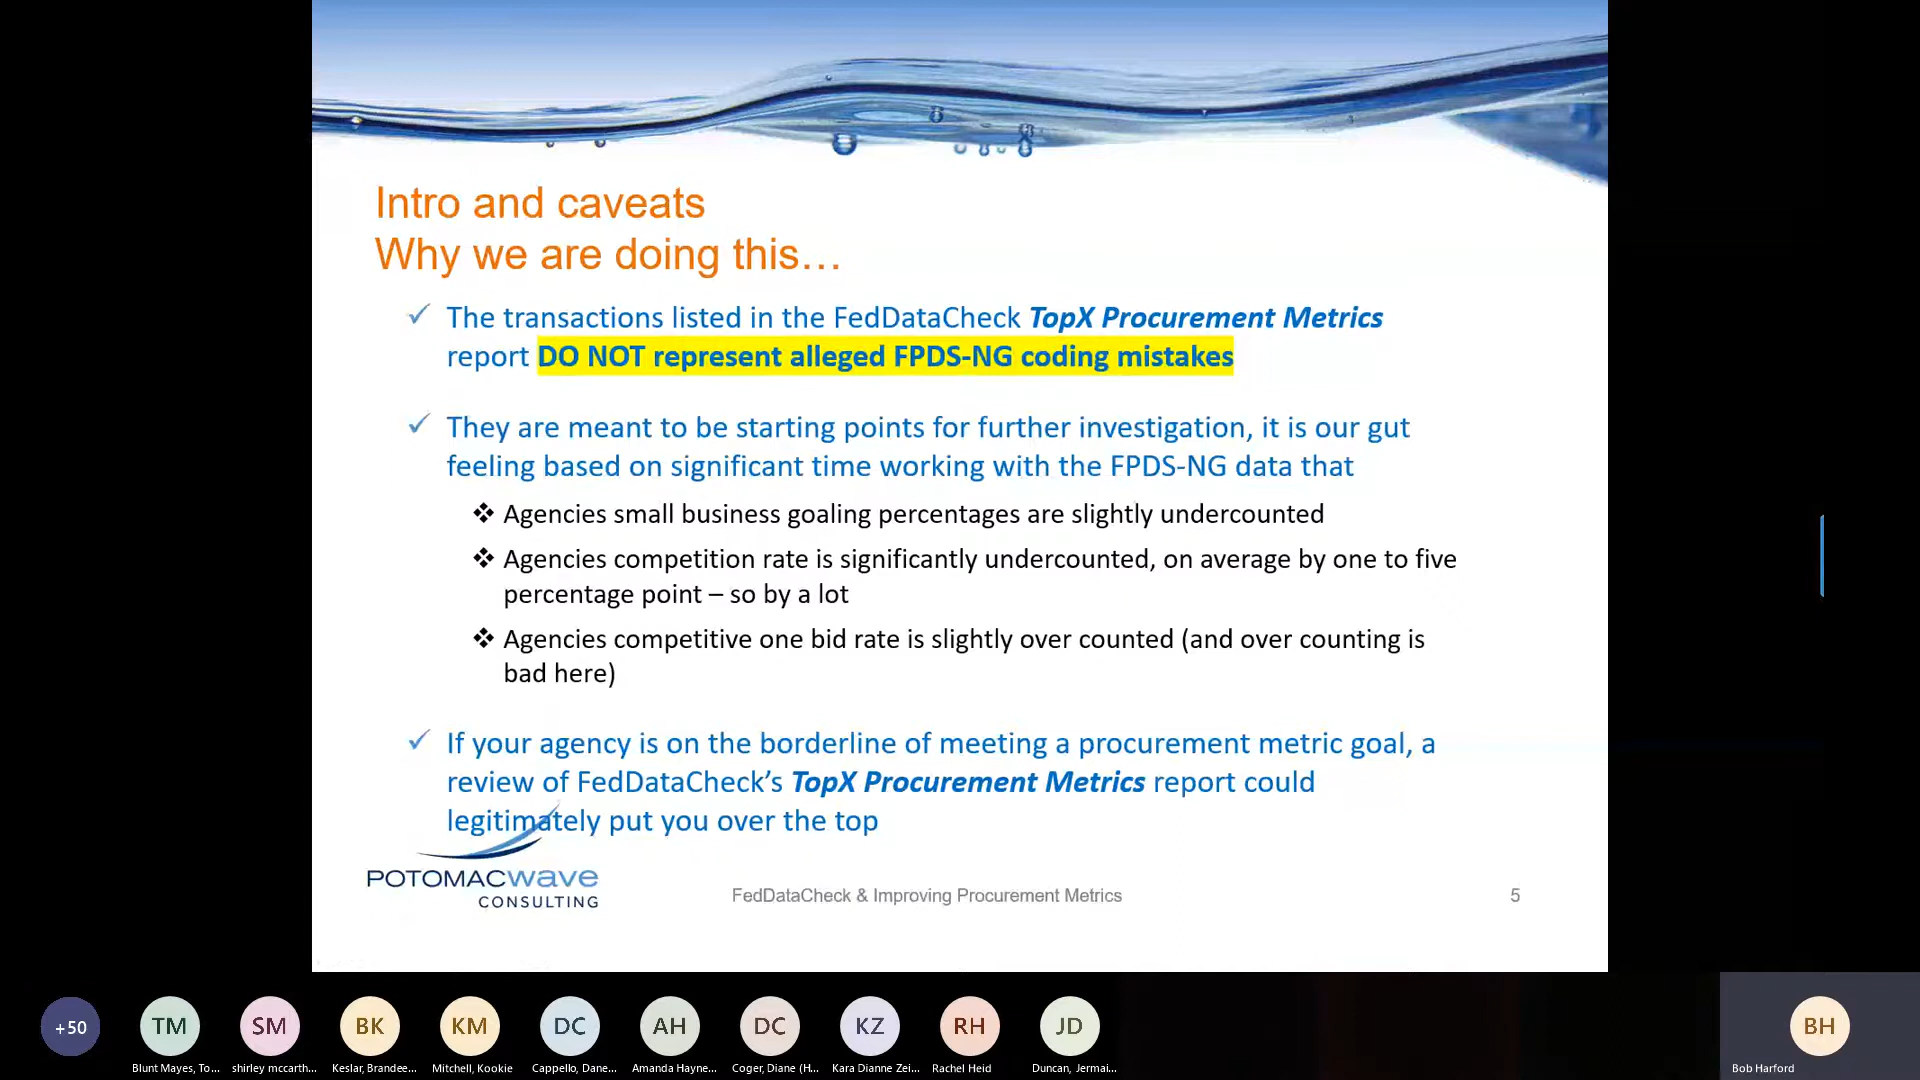 Intro and caveats
Why we are doing this…
✓ The transactions listed in the FedDataCheck TopX Procurement Metrics
report DO NOT represent alleged FPDS-NG coding mistakes
✓ They are meant to be starting points for further investigation, it is our gut
feeling based on significant time working with the FPDS-NG data that
❖ Agencies small business goaling percentages are slightly undercounted
❖ Agencies competition rate is significantly undercounted, on average by one to five
percentage point – so by a lot
❖ Agencies competitive one bid rate is slightly over counted (and over counting is
bad here)
✓ If your agency is on the borderline of meeting a procurement metric goal, a
review of FedDataCheck’s TopX Procurement Metrics report could
legitimately put you over the top
POTOMACwave
CONSULTING
FedDataCheck & Improving Procurement Metrics
5
+50
TM
SM
BK
KM
DC
AH
DC
KZ
RH
JD
BH
Blunt Mayes, To...
shirley mccarth...
Keslar, Brandee...
Mitchell, Kookie
Cappello, Dane...
Amanda Hayne...
Coger, Diane (H...
Kara Dianne Zei...
Rachel Heid
Duncan, Jermai...
Bob Harford